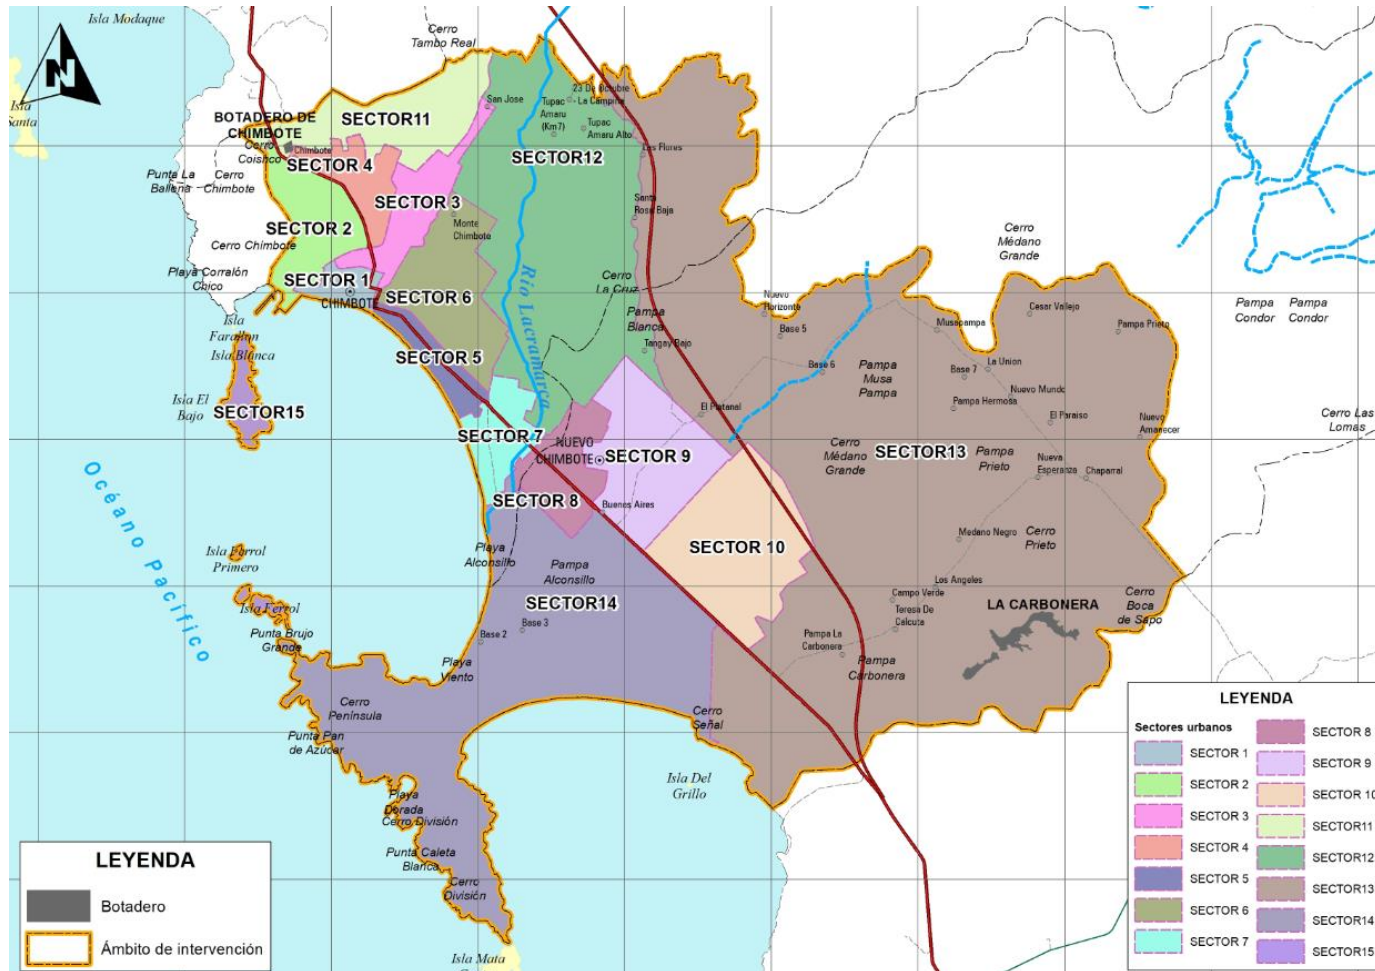 Isla Modaque
Cerro
Tambo Real
N
Isla
Santa
SECTOR11
BOTADERO DE
CHIMBOTE
Cerro
Coishco
Chimbote
San Jose
23 De Octubre
- La Campiña
Tupac
Amaru
(Km7)
Tupac
Amaru Alto
SECTOR12
Las Flores
SECTOR 4
Punta La
Ballena
Cerro
Chimbote
SECTOR 3
Santa
Rosa Baja
SECTOR 2
Monte
Chimbote
Cerro Chimbote
Cerro
Médano
Grande
Playa Corralón
Chico
SECTOR 1
CHIMBOTE
SECTOR 6
Río Lacramarca
Cerro
La Cruz
Nuevo
Horizonte
Base 5
Cesar Vallejo
Musapampa
Pampa Prieto
Pampa
Condor
Pampa
Condor
Isla
Farallon
Isla Blanca
Pampa
Blanca
Tangay Bajo
SECTOR 5
Base 6
Pampa
Musa
Pampa
La Union
Base 7
Nuevo Mundo
Isla El
Bajo
SECTOR15
El Platanal
Pampa Hermosa
El Paraiso
Nuevo
Amanecer
Cerro Las
Lomas
SECTOR 7
NUEVO
CHIMBOTE
SECTOR 9
Cerro
Médano
Grande
SECTOR13
Pampa
Prieto
Nueva
Esperanza
Chaparral
Océano Pacífico
SECTOR 8
Buenos Aires
Medano Negro
Cerro
Prieto
Isla Ferrol
Primero
Playa
Alconsillo
Pampa
Alconsillo
SECTOR 10
Los Angeles
Isla Ferrol
SECTOR14
Campo Verde
Teresa De
Calcuta
LA CARBONERA
Cerro
Boca
de Sapo
Punta Brujo
Grande
Base 2
Base 3
Pampa La
Carbonera
Pampa
Carbonera
Playa
Viento
Cerro
Península
Cerro
Señal
Punta Pan
de Azúcar
Isla Del
Grillo
Playa
Dorada
Cerro División
Punta Caleta
Blanca
Cerro
División
Isla Mata
LEYENDA
Botadero
Ámbito de intervención
LEYENDA
Sectores urbanos
SECTOR 1
SECTOR 2
SECTOR 3
SECTOR 4
SECTOR 5
SECTOR 6
SECTOR 7
SECTOR 8
SECTOR 9
SECTOR 10
SECTOR11
SECTOR12
SECTOR13
SECTOR14
SECTOR15